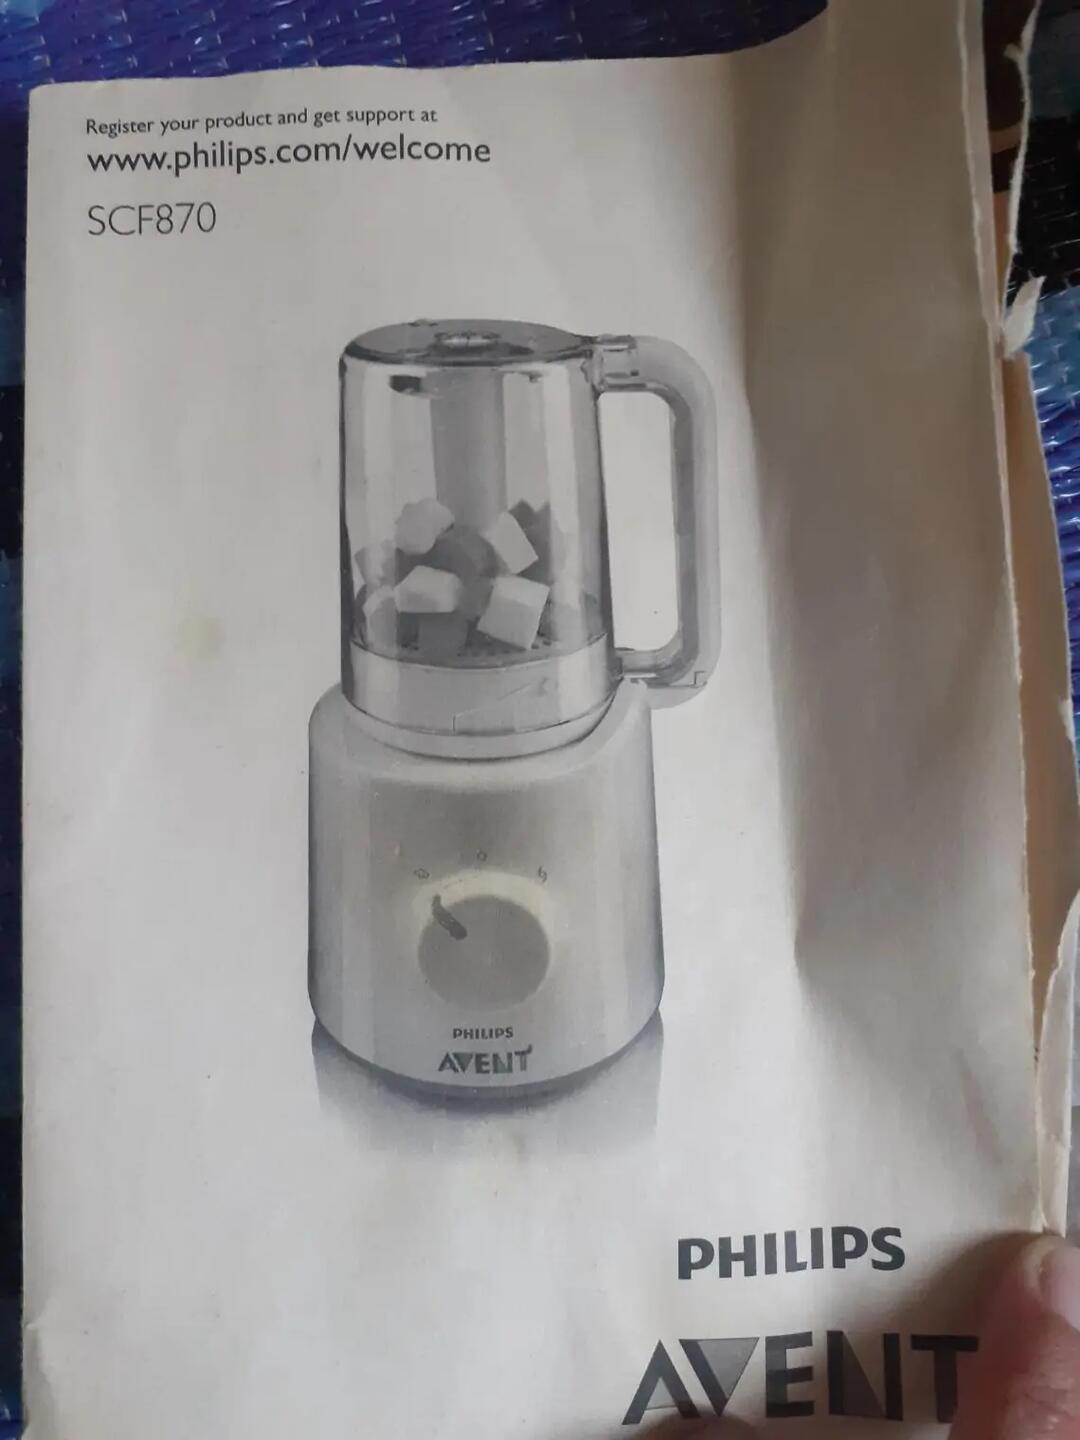 Register your product and get support at
www.philips.com/welcome
SCF870
PHILIPS
AVENT
PHILIPS
AVENT